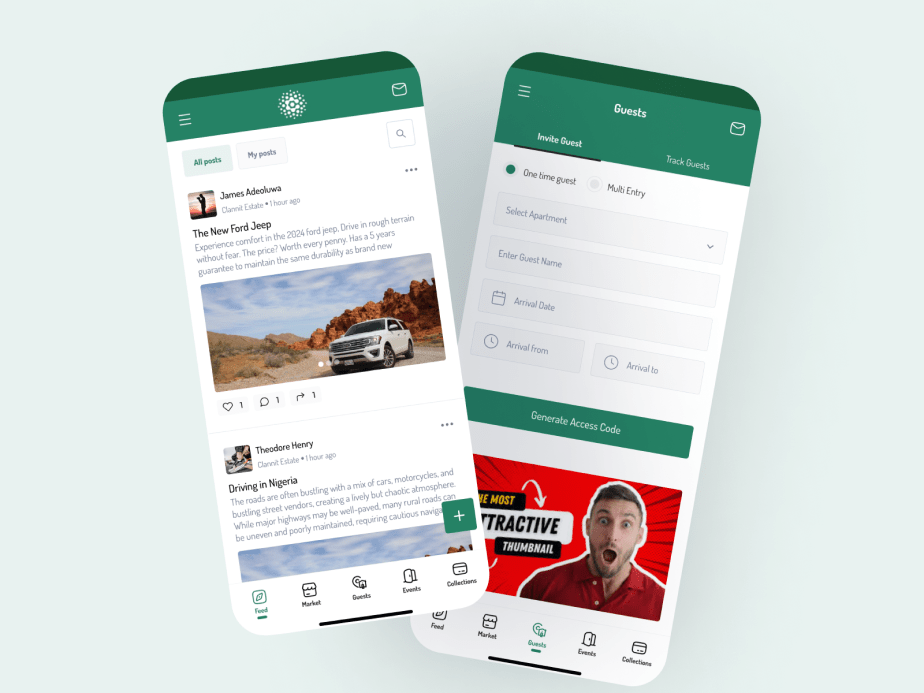 All posts
My posts
James Adeoluwa
Clannit Estate • 1 hour ago
The New Ford Jeep
Experience comfort in the 2024 ford jeep, Drive in rough terrain
without fear. The price? Worth every penny. Has a 5 years
guarantee to maintain the same durability as brand new
1
1
1
Theodore Henry
Clannit Estate • 1 hour ago
Driving in Nigeria
The roads are often bustling with a mix of cars, motorcycles, and
bustling street vendors, creating a lively but chaotic atmosphere.
While major highways may be well-paved, many rural roads can
be uneven and poorly maintained, requiring cautious naviga
Feed
Market
Guests
Events
Collections
Guests
Invite Guest
Track Guests
One time guest
Multi Entry
Select Apartment
Enter Guest Name
Arrival Date
Arrival from
Arrival to
Generate Access Code
HE MOST
TTRACTIVE
THUMBNAIL
Feed
Market
Guests
Events
Collections